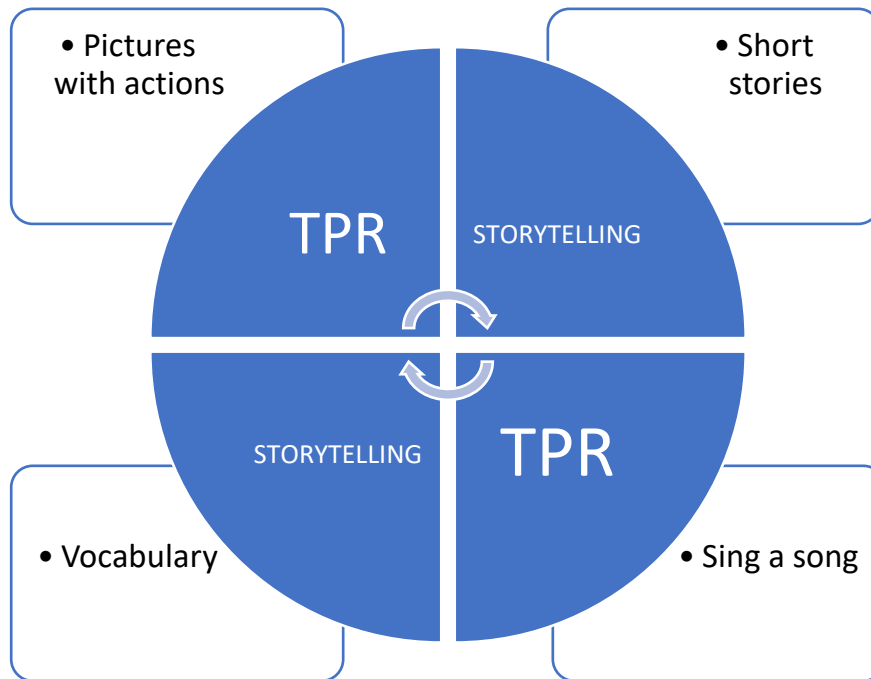 • Pictures
with actions
• Short
stories
TPR
STORYTELLING
STORYTELLING
TPR
• Vocabulary
• Sing a song